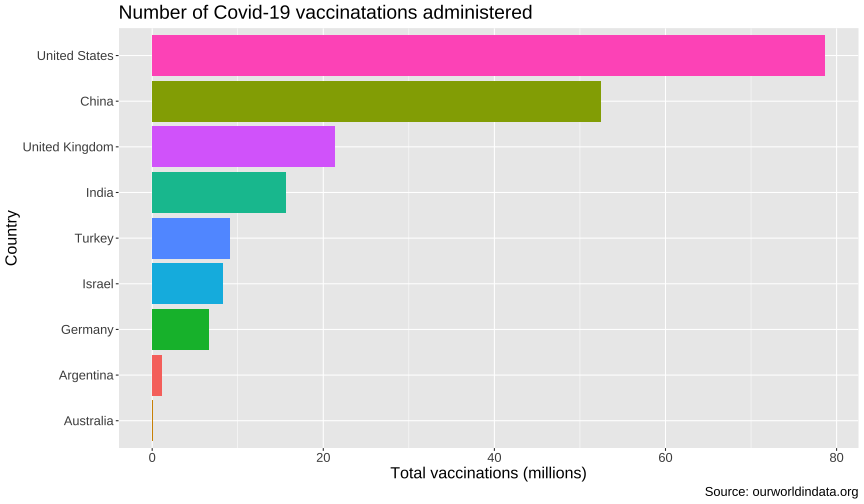 Number of Covid-19 vaccinatations administered
United States
China
United Kingdom
India
Turkey
Israel
Germany
Argentina
Australia
Country
0 20 40 60 80
Total vaccinations (millions)
Source: ourworldindata.org